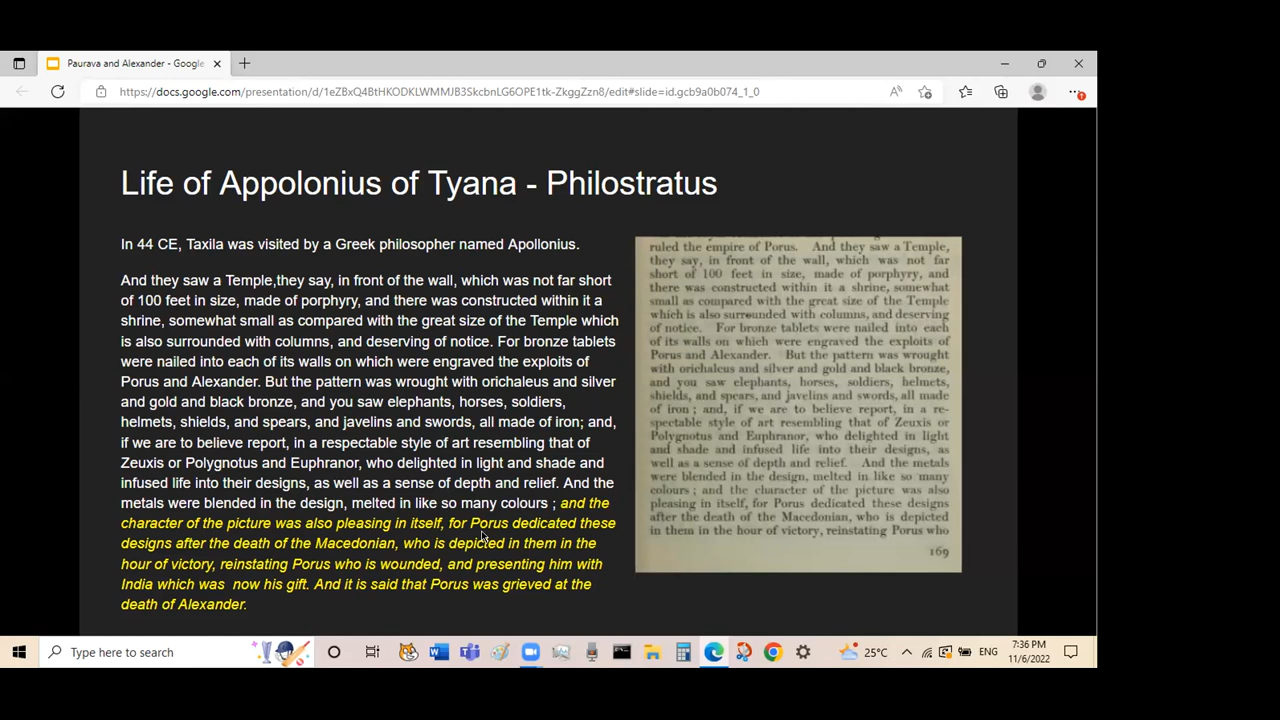 Paurava and Alexander - Google
https://docs.google.com/presentation/d/1eZBxQ4BtHKODKLWMMJB3SkcbnLG6OPE1tk-ZkggZzn8/edit#slide=id.gcb9a0b074_1_0
Life of Appolonius of Tyana - Philostratus
In 44 CE, Taxila was visited by a Greek philosopher named Apollonius.
And they saw a Temple,they say, in front of the wall, which was not far short
of 100 feet in size, made of porphyry, and there was constructed within it a
shrine, somewhat small as compared with the great size of the Temple which
is also surrounded with columns, and deserving of notice. For bronze tablets
were nailed into each of its walls on which were engraved the exploits of
Porus and Alexander. But the pattern was wrought with orichaleus and silver
and gold and black bronze, and you saw elephants, horses, soldiers,
helmets, shields, and spears, and javelins and swords, all made of iron; and,
if we are to believe report, in a respectable style of art resembling that of
Zeuxis or Polygnotus and Euphranor, who delighted in light and shade and
infused life into their designs, as well as a sense of depth and relief. And the
metals were blended in the design, melted in like so many colours ; and the
character of the picture was also pleasing in itself, for Porus dedicated these
designs after the death of the Macedonian, who is depicted in them in the
hour of victory, reinstating Porus who is wounded, and presenting him with
India which was now his gift. And it is said that Porus was grieved at the
death of Alexander.
ruled the empire of Porus. And they saw a Temple,
they say, in front of the wall, which was not far
short of 100 feet in size, made of porphyry, and
there was constructed within it a shrine, somewhat
small as compared with the great size of the Temple
which is also surrounded with columns, and deserving
of notice. For bronze tablets were nailed into each
of its walls on which were engraved the exploits of
Porus and Alexander. But the pattern was wrought
with orichalcus and silver and gold and black bronze,
and you saw elephants, horses, soldiers, helmets,
shields, and spears, and javelins and swords, all made
of iron ; and, if we are to believe report, in a re-
spectable style of art resembling that of Zeuxis or
Polygnotus and Euphranor, who delighted in light
and shade and infused life into their designs, as
well as a sense of depth and relief. And the metals
were blended in the design, melted in like so many
colours ; and the character of the picture was also
pleasing in itself, for Porus dedicated these designs
after the death of the Macedonian, who is depicted
in them in the hour of victory, reinstating Porus who
169
Type here to search
25°C
ENG
7:36 PM
11/6/2022